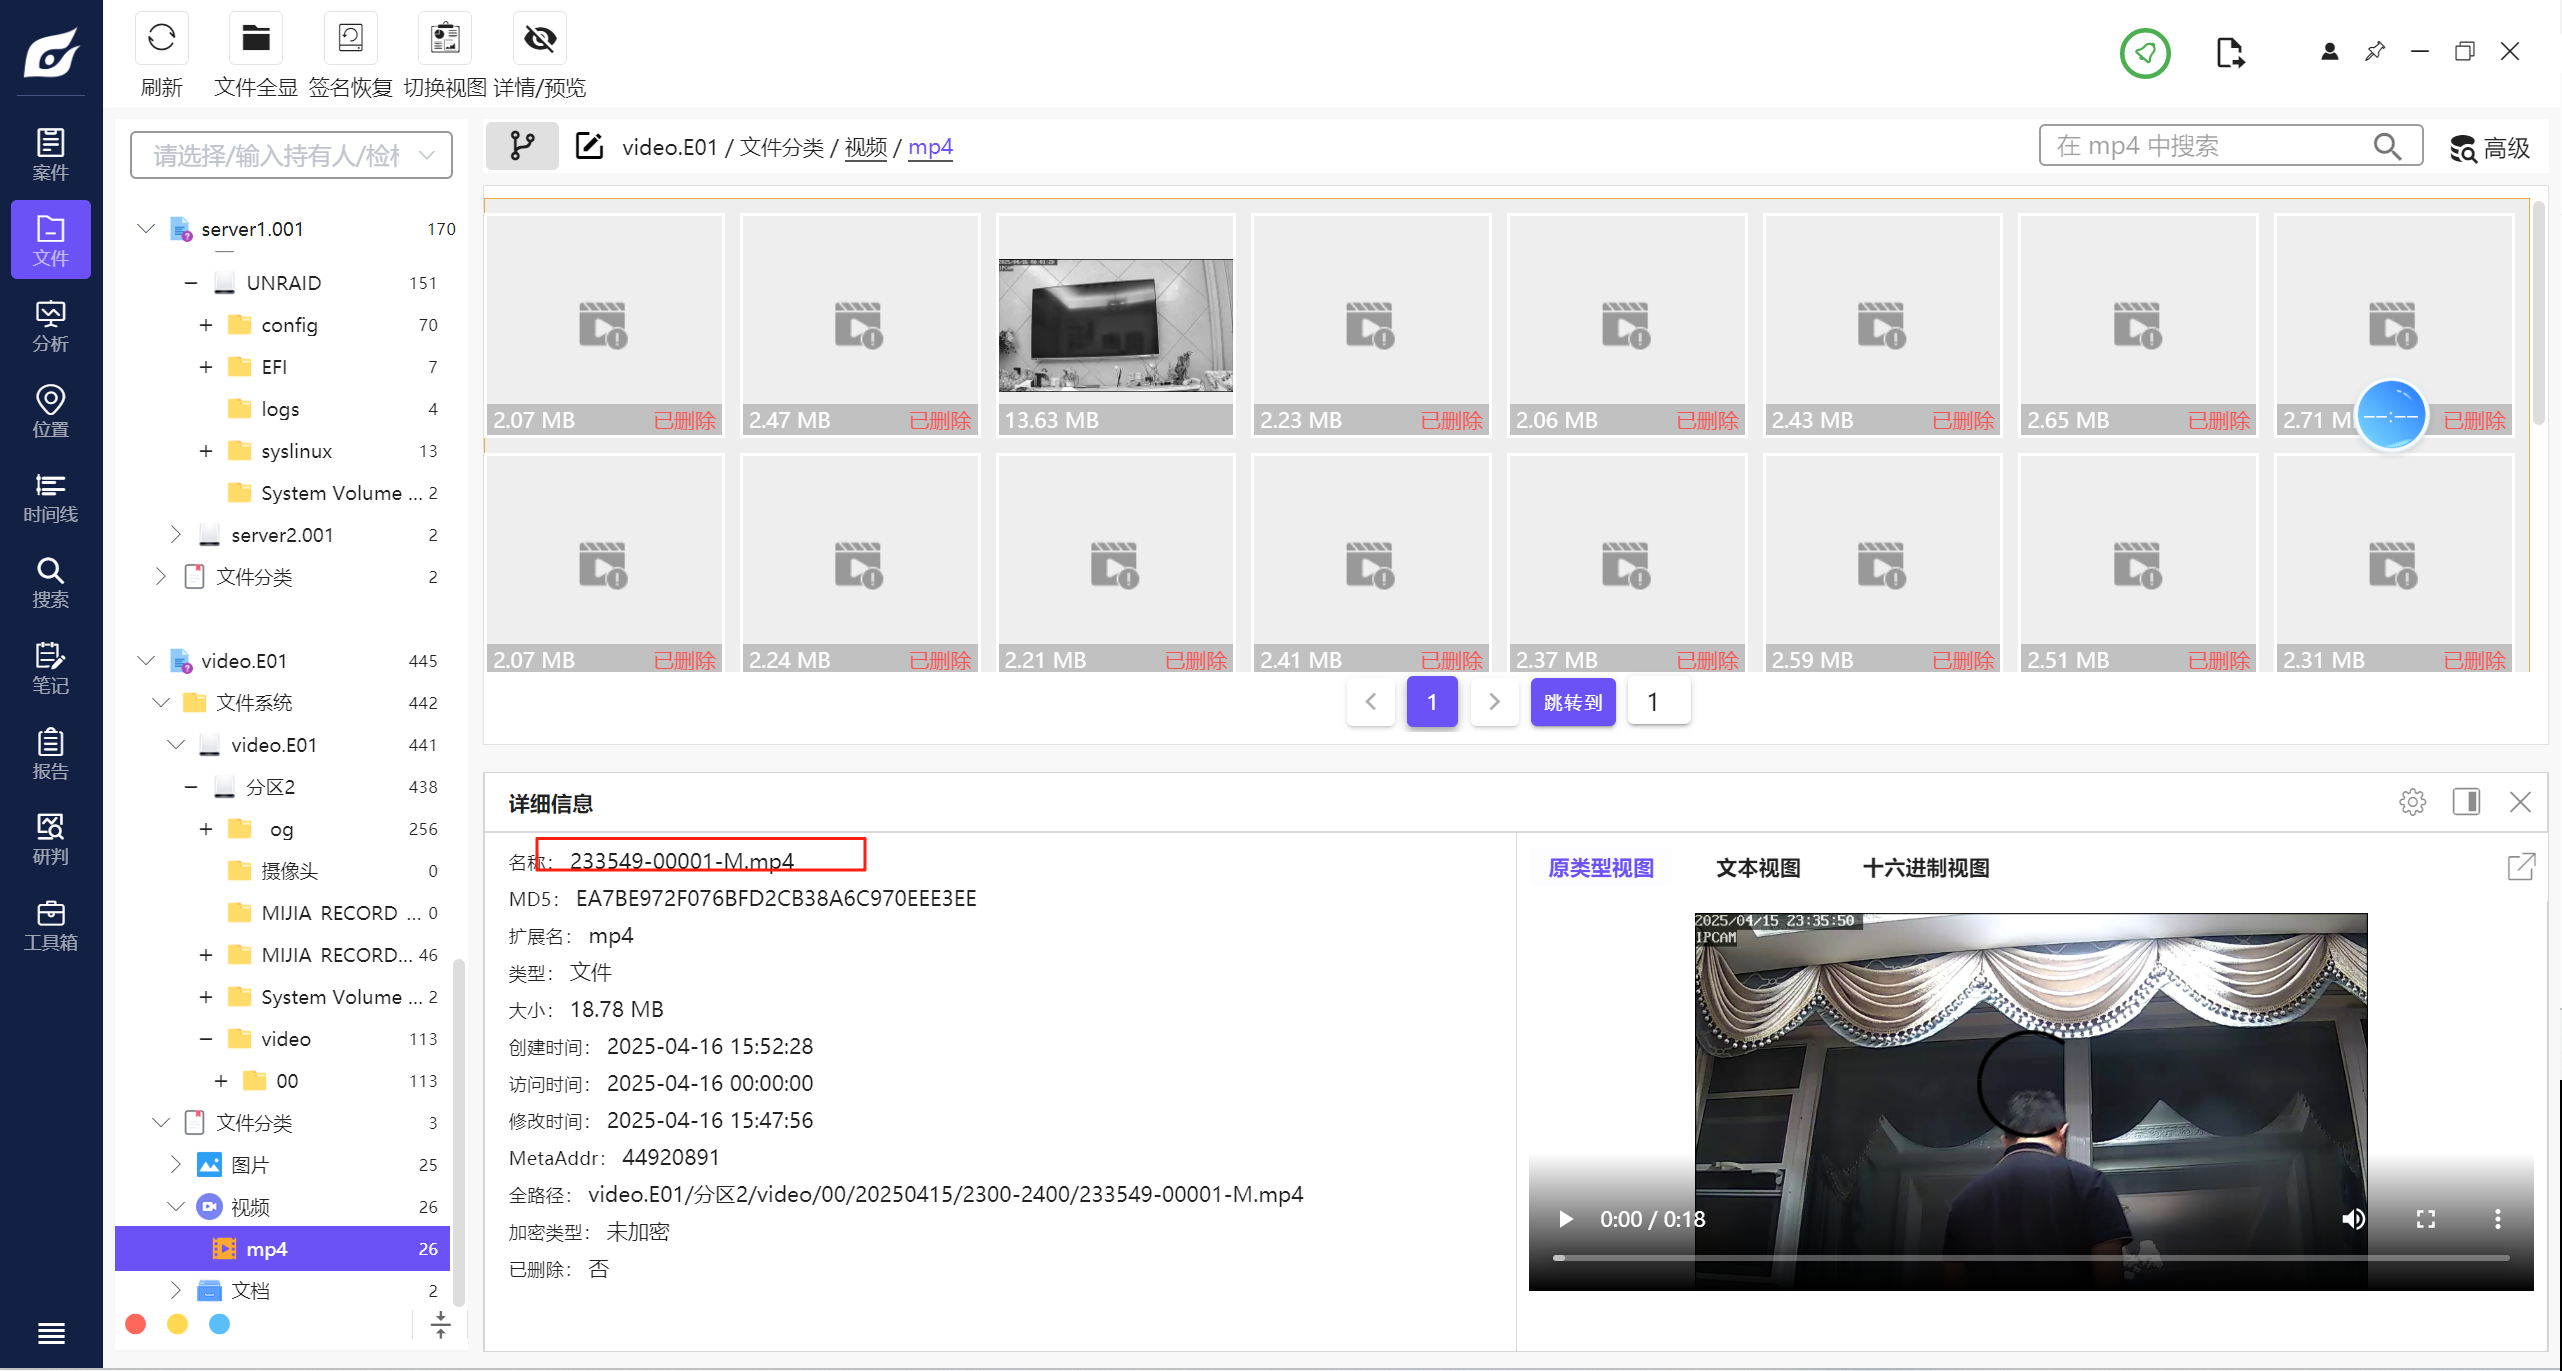 刷新
文件全显
签名恢复
切换视图
详情/预览
案件
文件
分析
位置
时间线
搜索
笔记
报告
研判
工具箱
请选择/输入持有人/检
server1.001 170
UNRAID 151
config 70
EFI 7
logs 4
syslinux 13
System Volume ... 2
server2.001 2
文件分类 2
video.E01 445
文件系统 442
video.E01 441
分区2 438
og 256
摄像头 0
MIJIA_RECORD_... 0
MIJIA_RECORD... 46
System Volume ... 2
video 113
00 113
文件分类 3
图片 25
视频 26
mp4 26
文档 2
video.E01 / 文件分类 / 视频 / mp4
在 mp4 中搜索
高级
2.07 MB 已删除
2.47 MB 已删除
13.63 MB
2.23 MB 已删除
2.06 MB 已删除
2.43 MB 已删除
2.65 MB 已删除
2.71 M 已删除
--:--
2.07 MB 已删除
2.24 MB 已删除
2.21 MB 已删除
2.41 MB 已删除
2.37 MB 已删除
2.59 MB 已删除
2.51 MB 已删除
2.31 MB 已删除
1
跳转到
1
详细信息
名称: 233549-00001-M.mp4
MD5: EA7BE972F076BFD2CB38A6C970EEE3EE
扩展名: mp4
类型: 文件
大小: 18.78 MB
创建时间: 2025-04-16 15:52:28
访问时间: 2025-04-16 00:00:00
修改时间: 2025-04-16 15:47:56
MetaAddr: 44920891
全路径: video.E01/分区2/video/00/20250415/2300-2400/233549-00001-M.mp4
加密类型: 未加密
已删除: 否
原类型视图
文本视图
十六进制视图
2025/04/15 23:35:50
IPCAM
0:00 / 0:18